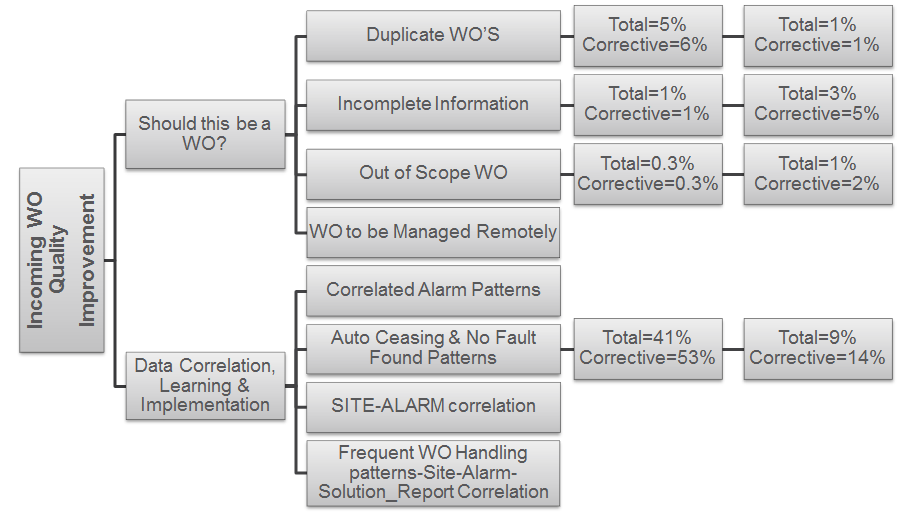 Incoming WO
Quality
Improvement
Should this be a
WO?
Duplicate WO'S
Total=5%
Corrective=6%
Total=1%
Corrective=1%
Incomplete Information
Total=1%
Corrective=1%
Total=3%
Corrective=5%
Out of Scope WO
Total=0.3%
Corrective=0.3%
Total=1%
Corrective=2%
WO to be Managed Remotely
Data Correlation,
Learning &
Implementation
Correlated Alarm Patterns
Auto Ceasing & No Fault
Found Patterns
Total=41%
Corrective=53%
Total=9%
Corrective=14%
SITE-ALARM correlation
Frequent WO Handling
patterns-Site-Alarm-
Solution_Report Correlation